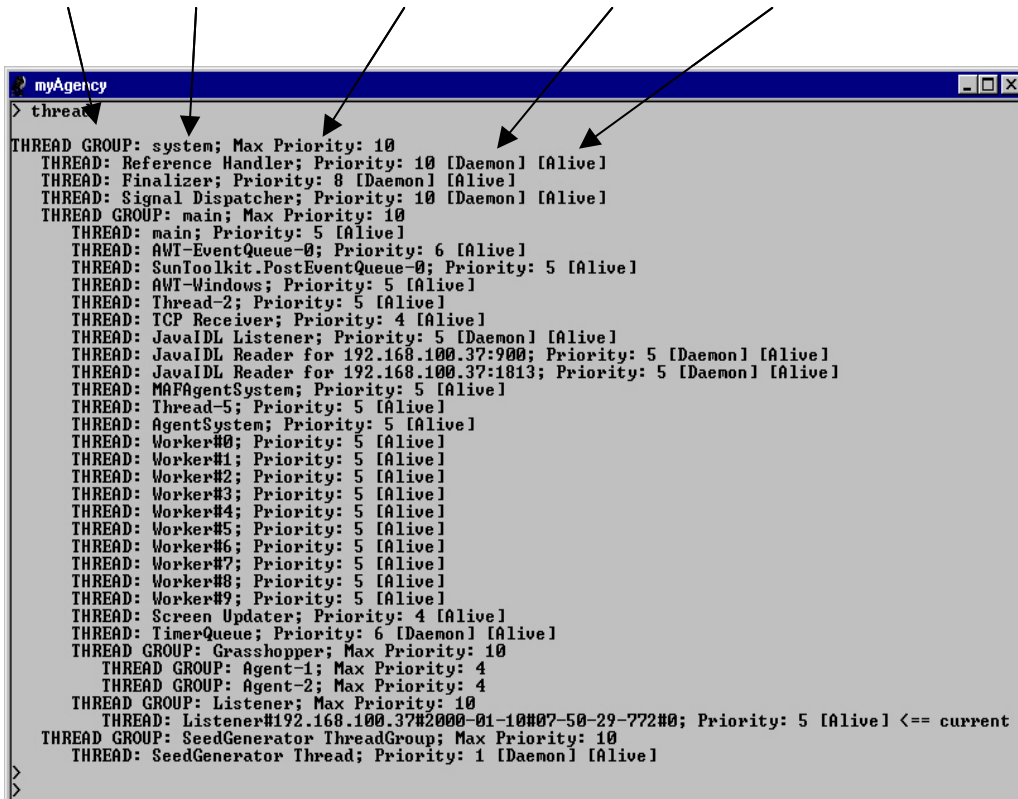 myAgency
> thread
THREAD GROUP: system; Max Priority: 10
THREAD: Reference Handler; Priority: 10 [Daemon] [Alive]
THREAD: Finalizer; Priority: 8 [Daemon] [Alive]
THREAD: Signal Dispatcher; Priority: 10 [Daemon] [Alive]
THREAD GROUP: main; Max Priority: 10
THREAD: main; Priority: 5 [Alive]
THREAD: AWT-EventQueue-0; Priority: 6 [Alive]
THREAD: SunToolkit.PostEventQueue-0; Priority: 5 [Alive]
THREAD: AWT-Windows; Priority: 5 [Alive]
THREAD: Thread-2; Priority: 5 [Alive]
THREAD: TCP Receiver; Priority: 4 [Alive]
THREAD: JavaIDL Listener; Priority: 5 [Daemon] [Alive]
THREAD: JavaIDL Reader for 192.168.100.37:900; Priority: 5 [Daemon] [Alive]
THREAD: JavaIDL Reader for 192.168.100.37:1813; Priority: 5 [Daemon] [Alive]
THREAD: MAFAgentSystem; Priority: 5 [Alive]
THREAD: Thread-5; Priority: 5 [Alive]
THREAD: AgentSystem; Priority: 5 [Alive]
THREAD: Worker#0; Priority: 5 [Alive]
THREAD: Worker#1; Priority: 5 [Alive]
THREAD: Worker#2; Priority: 5 [Alive]
THREAD: Worker#3; Priority: 5 [Alive]
THREAD: Worker#4; Priority: 5 [Alive]
THREAD: Worker#5; Priority: 5 [Alive]
THREAD: Worker#6; Priority: 5 [Alive]
THREAD: Worker#7; Priority: 5 [Alive]
THREAD: Worker#8; Priority: 5 [Alive]
THREAD: Worker#9; Priority: 5 [Alive]
THREAD: Screen Updater; Priority: 4 [Alive]
THREAD: TimerQueue; Priority: 6 [Daemon] [Alive]
THREAD GROUP: Grasshopper; Max Priority: 10
THREAD GROUP: Agent-1; Max Priority: 4
THREAD GROUP: Agent-2; Max Priority: 4
THREAD GROUP: Listener; Max Priority: 10
THREAD: Listener#192.168.100.37#2000-01-10#07-50-29-772#0; Priority: 5 [Alive] <== current
THREAD GROUP: SeedGenerator ThreadGroup; Max Priority: 10
THREAD: SeedGenerator Thread; Priority: 1 [Daemon] [Alive]
>
>